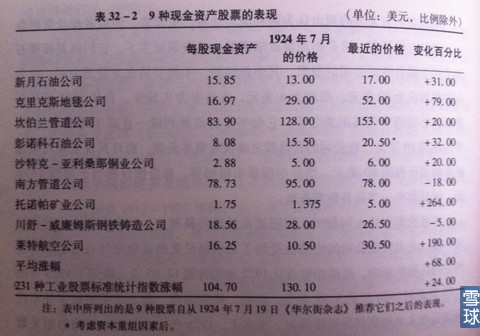 表 32-2 9 种现金资产股票的表现 (单位：美元，比例除外)
每股现金资产 1924 年 7 月的价格 最近的价格 变化百分比
新月石油公司 15.85 13.00 17.00 +31.00
克里克斯地毯公司 16.97 29.00 52.00 +79.00
坎伯兰管道公司 83.90 128.00 153.00 +20.00
彭诺科石油公司 8.08 15.50 20.50* +32.00
沙特克-亚利桑那铜业公司 2.88 5.00 6.00 +20.00
南方管道公司 78.73 95.00 78.00 -18.00
托诺帕矿业公司 1.75 1.375 5.00 +264.00
川舒-威廉姆斯钢铁铸造公司 18.56 28.00 26.50 -5.00
莱特航空公司 16.25 10.50 30.50 +190.00
平均涨幅 +68.00
231 种工业股票标准统计指数涨幅 104.70 130.10 +24.00
注：表中所列出的是 9 种股票自从 1924 年 7 月 19 日《华尔街杂志》推荐它们之后的表现。
* 考虑资本重组因素后。
雪球